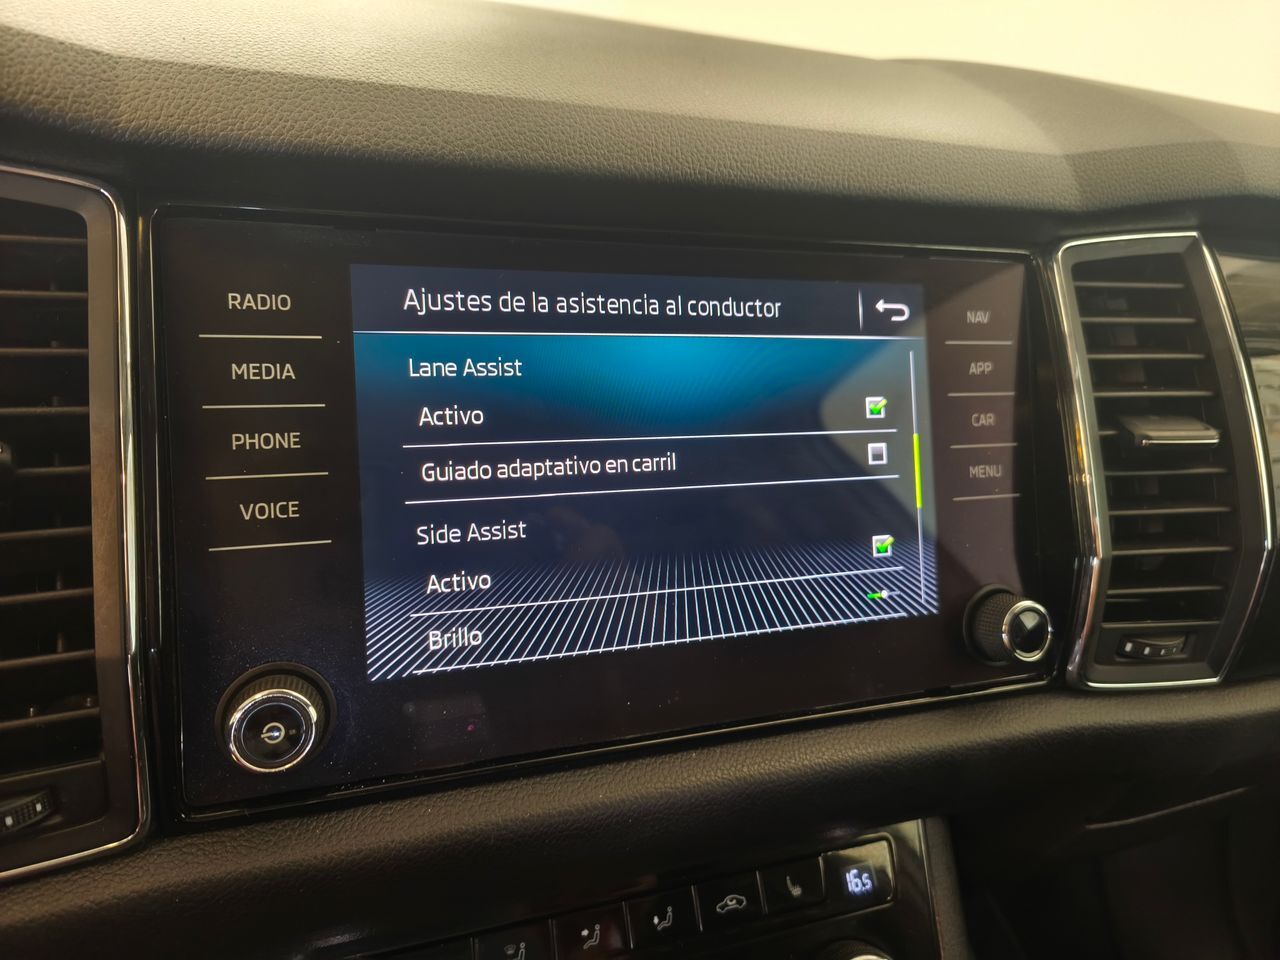 RADIO
MEDIA
PHONE
VOICE
Ajustes de la asistencia al conductor
Lane Assist
Activo
Guiado adaptativo en carril
Side Assist
Activo
Brillo
NAV
APP
CAR
MENU
16.5